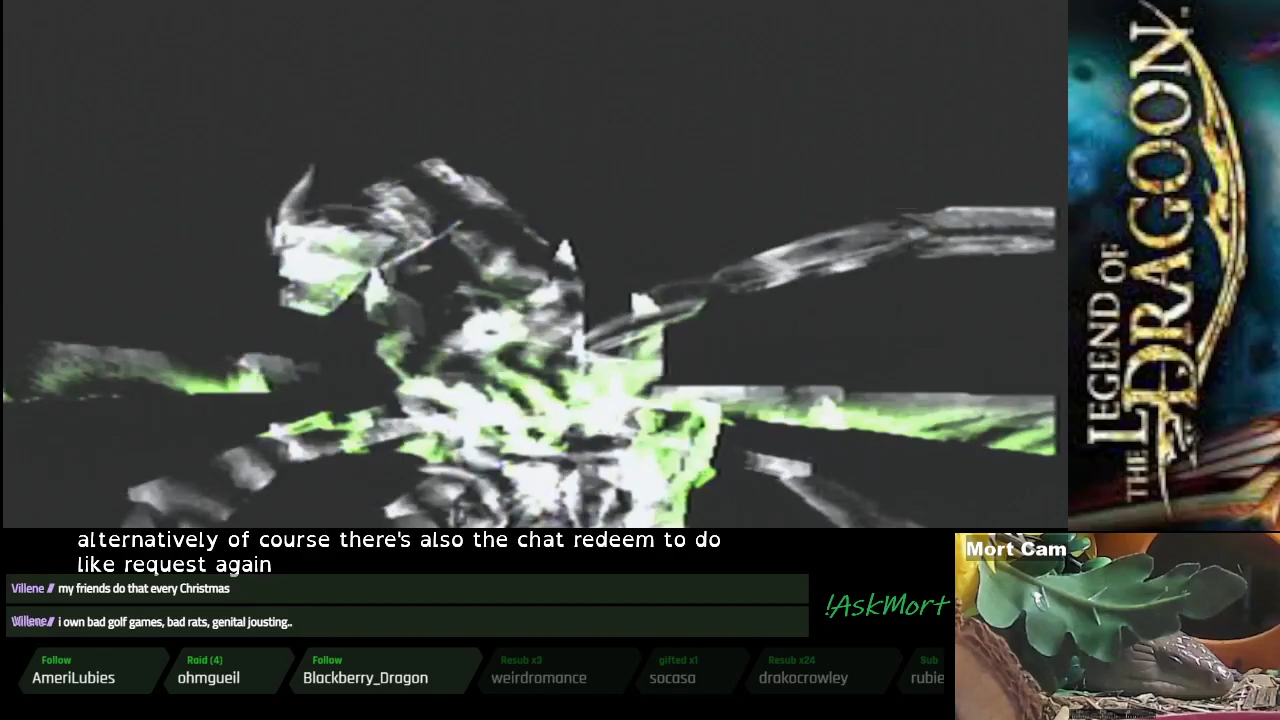 THE LEGEND OF DRAGOON
alternatively of course there's also the chat redeem to do
like request again
Villene // my friends do that every Christmas
Villene // i own bad golf games, bad rats, genital jousting..
!AskMort
Mort Cam
Follow
AmeriLubies
Raid (4)
ohmgueil
Follow
Blackberry_Dragon
Resub x3
weirdromance
gifted x1
socasa
Resub x24
drakocrowley
Sub
rubie